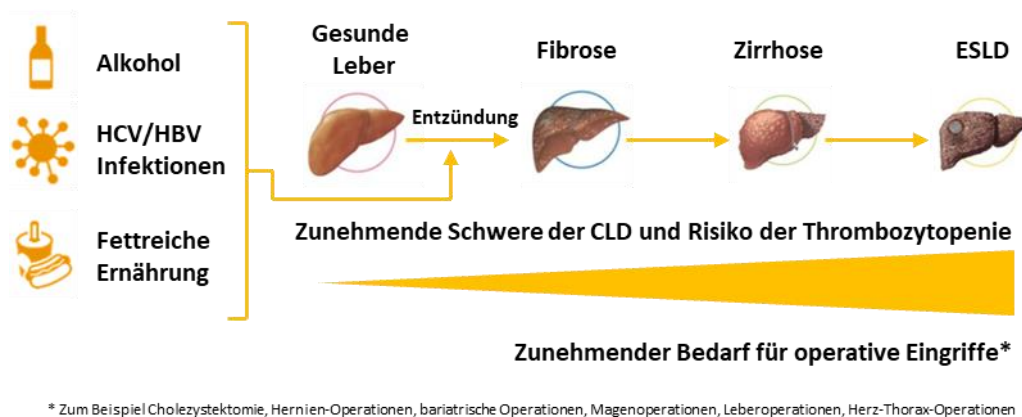 Alkohol
HCV/HBV
Infektionen
Fettreiche
Ernährung
Gesunde
Leber
Entzündung
Fibrose
Zirrhose
ESLD
Zunehmende Schwere der CLD und Risiko der Thrombozytopenie
Zunehmender Bedarf für operative Eingriffe*
* Zum Beispiel Cholezystektomie, Hernien-Operationen, bariatrische Operationen, Magenoperationen, Leberoperationen, Herz-Thorax-Operationen